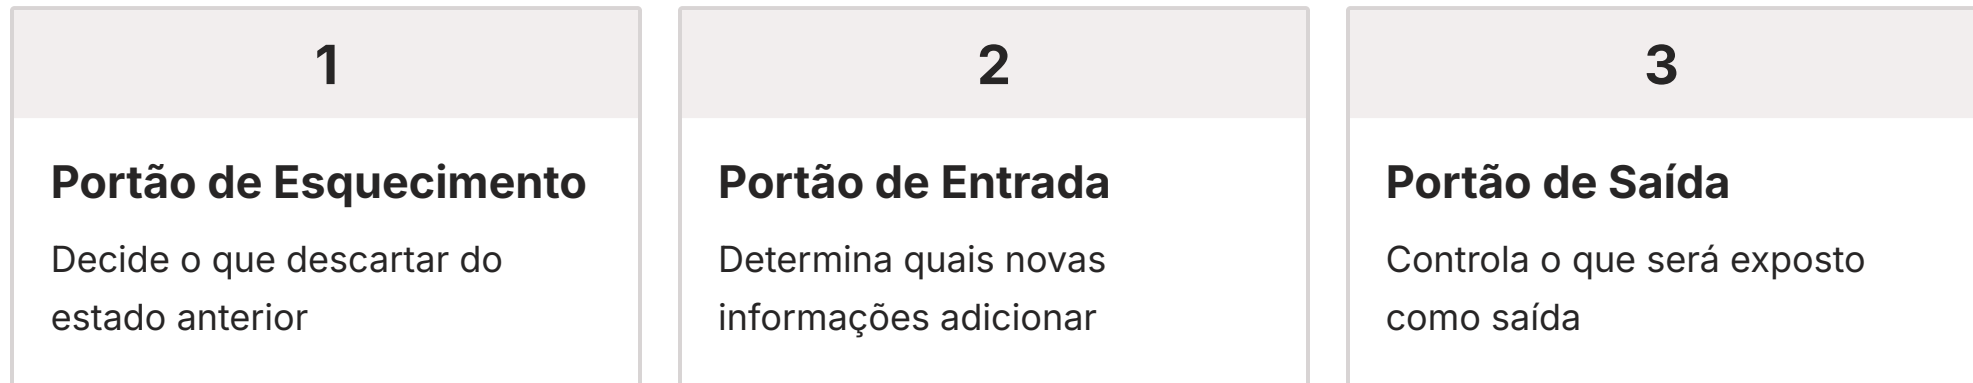 1
Portão de Esquecimento
Decide o que descartar do
estado anterior
2
Portão de Entrada
Determina quais novas
informações adicionar
3
Portão de Saída
Controla o que será exposto
como saída